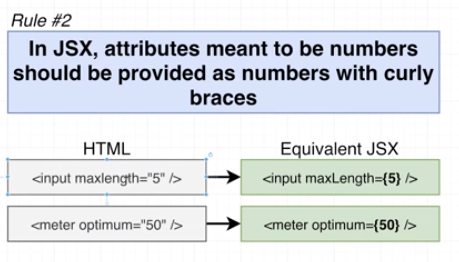 Rule #2
In JSX, attributes meant to be numbers
should be provided as numbers with curly
braces
HTML
Equivalent JSX
<input maxlength="5" />
<input maxLength={5} />
<meter optimum="50" />
<meter optimum={50} />